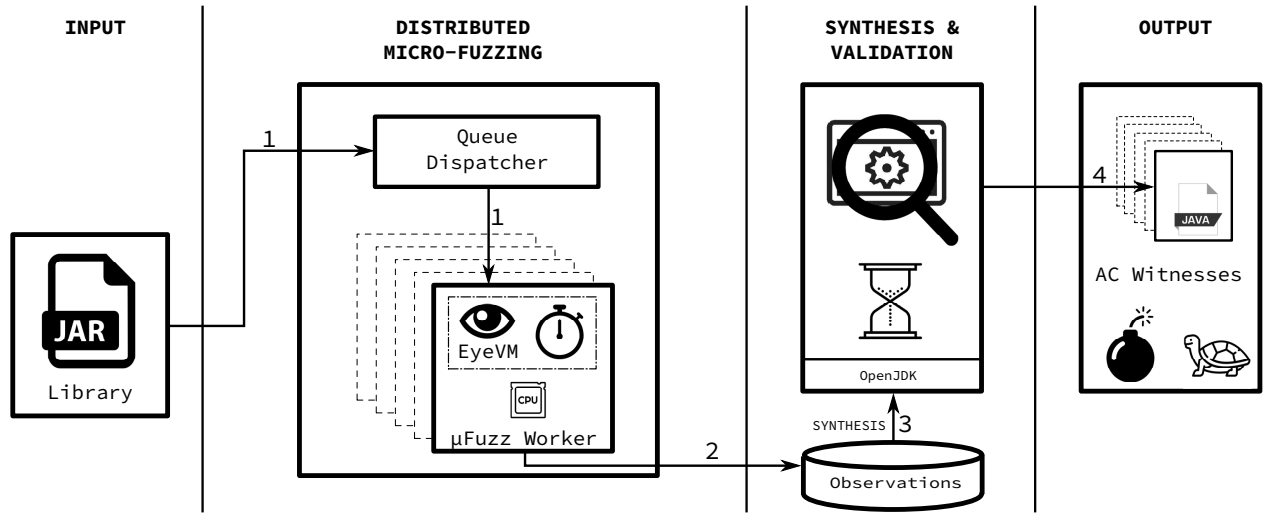 INPUT
DISTRIBUTED
MICRO-FUZZING
SYNTHESIS &
VALIDATION
OUTPUT
1
Queue
Dispatcher
1
JAR
Library
EyeVM
CPU
μFuzz Worker
2
OpenJDK
SYNTHESIS 3
Observations
4
JAVA
AC Witnesses